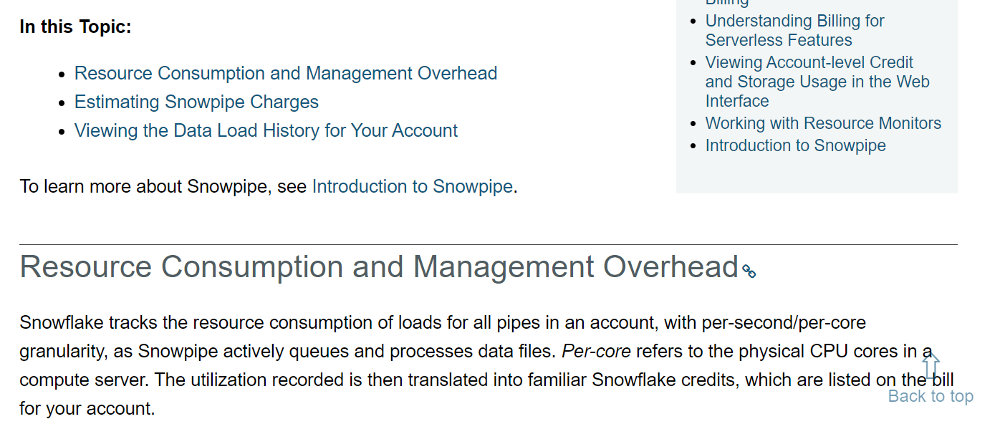 In this Topic:
Resource Consumption and Management Overhead
Estimating Snowpipe Charges
Viewing the Data Load History for Your Account
To learn more about Snowpipe, see Introduction to Snowpipe.
Billing
Understanding Billing for
Serverless Features
Viewing Account-level Credit
and Storage Usage in the Web
Interface
Working with Resource Monitors
Introduction to Snowpipe
Resource Consumption and Management Overhead
Snowflake tracks the resource consumption of loads for all pipes in an account, with per-second/per-core
granularity, as Snowpipe actively queues and processes data files. Per-core refers to the physical CPU cores in a
compute server. The utilization recorded is then translated into familiar Snowflake credits, which are listed on the bill
for your account.
Back to top